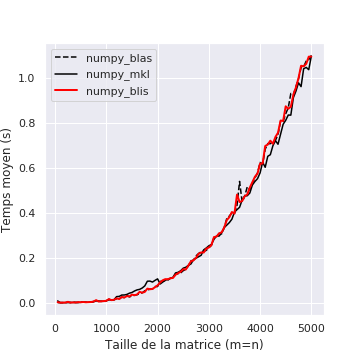 numpy_blas
numpy_mkl
numpy_blis
Temps moyen (s)
1.0
0.8
0.6
0.4
0.2
0.0
0 1000 2000 3000 4000 5000
Taille de la matrice (m=n)